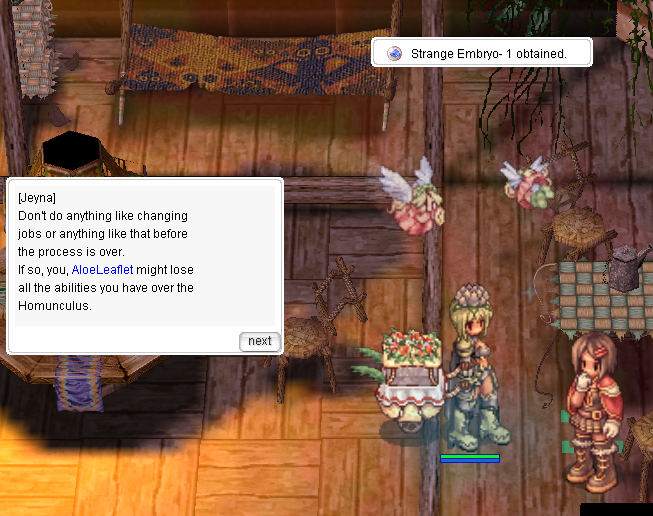 Strange Embryo- 1 obtained.
[Jeyna]
Don't do anything like changing
jobs or anything like that before
the process is over.
If so, you, AloeLeaflet might lose
all the abilities you have over the
Homunculus.
next